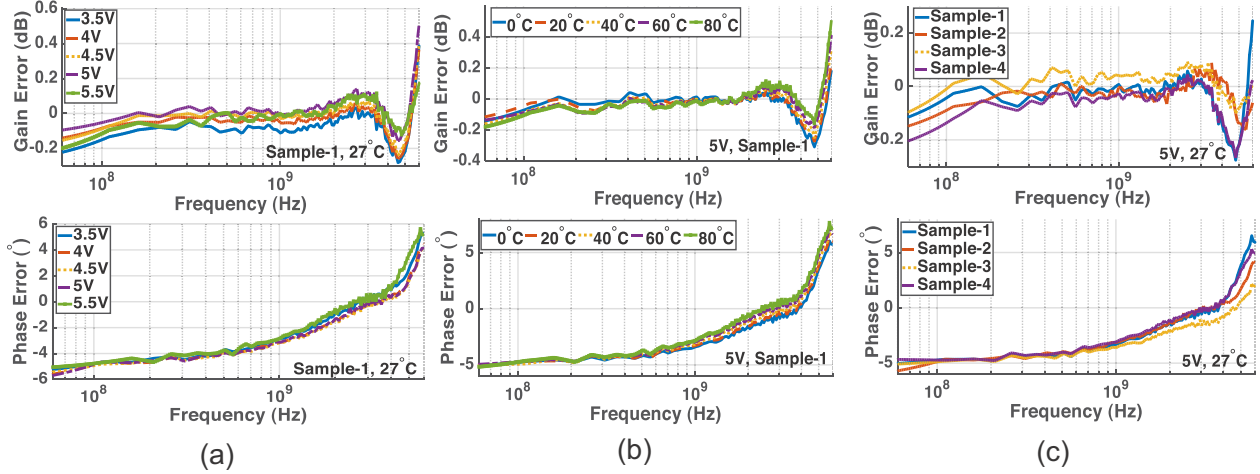 Gain Error (dB)
0.6
0.4
0.2
0
-0.2
3.5V
4V
4.5V
5V
5.5V
Sample-1, 27°C
10^8
10^9
Frequency (Hz)
Gain Error (dB)
0.4
0.2
0
-0.2
-0.4
0°C 20°C 40°C 60°C 80°C
5V, Sample-1
10^8
10^9
Frequency (Hz)
Gain Error (dB)
0.2
0
-0.2
Sample-1
Sample-2
Sample-3
Sample-4
5V, 27°C
10^8
10^9
Frequency (Hz)
Phase Error (°)
6
4
2
0
-2
-4
-6
3.5V
4V
4.5V
5V
5.5V
Sample-1, 27°C
10^8
10^9
Frequency (Hz)
Phase Error (°)
5
0
-5
0°C 20°C 40°C 60°C 80°C
5V, Sample-1
10^8
10^9
Frequency (Hz)
Phase Error (°)
5
0
-5
Sample-1
Sample-2
Sample-3
Sample-4
5V, 27°C
10^8
10^9
Frequency (Hz)
(a)
(b)
(c)